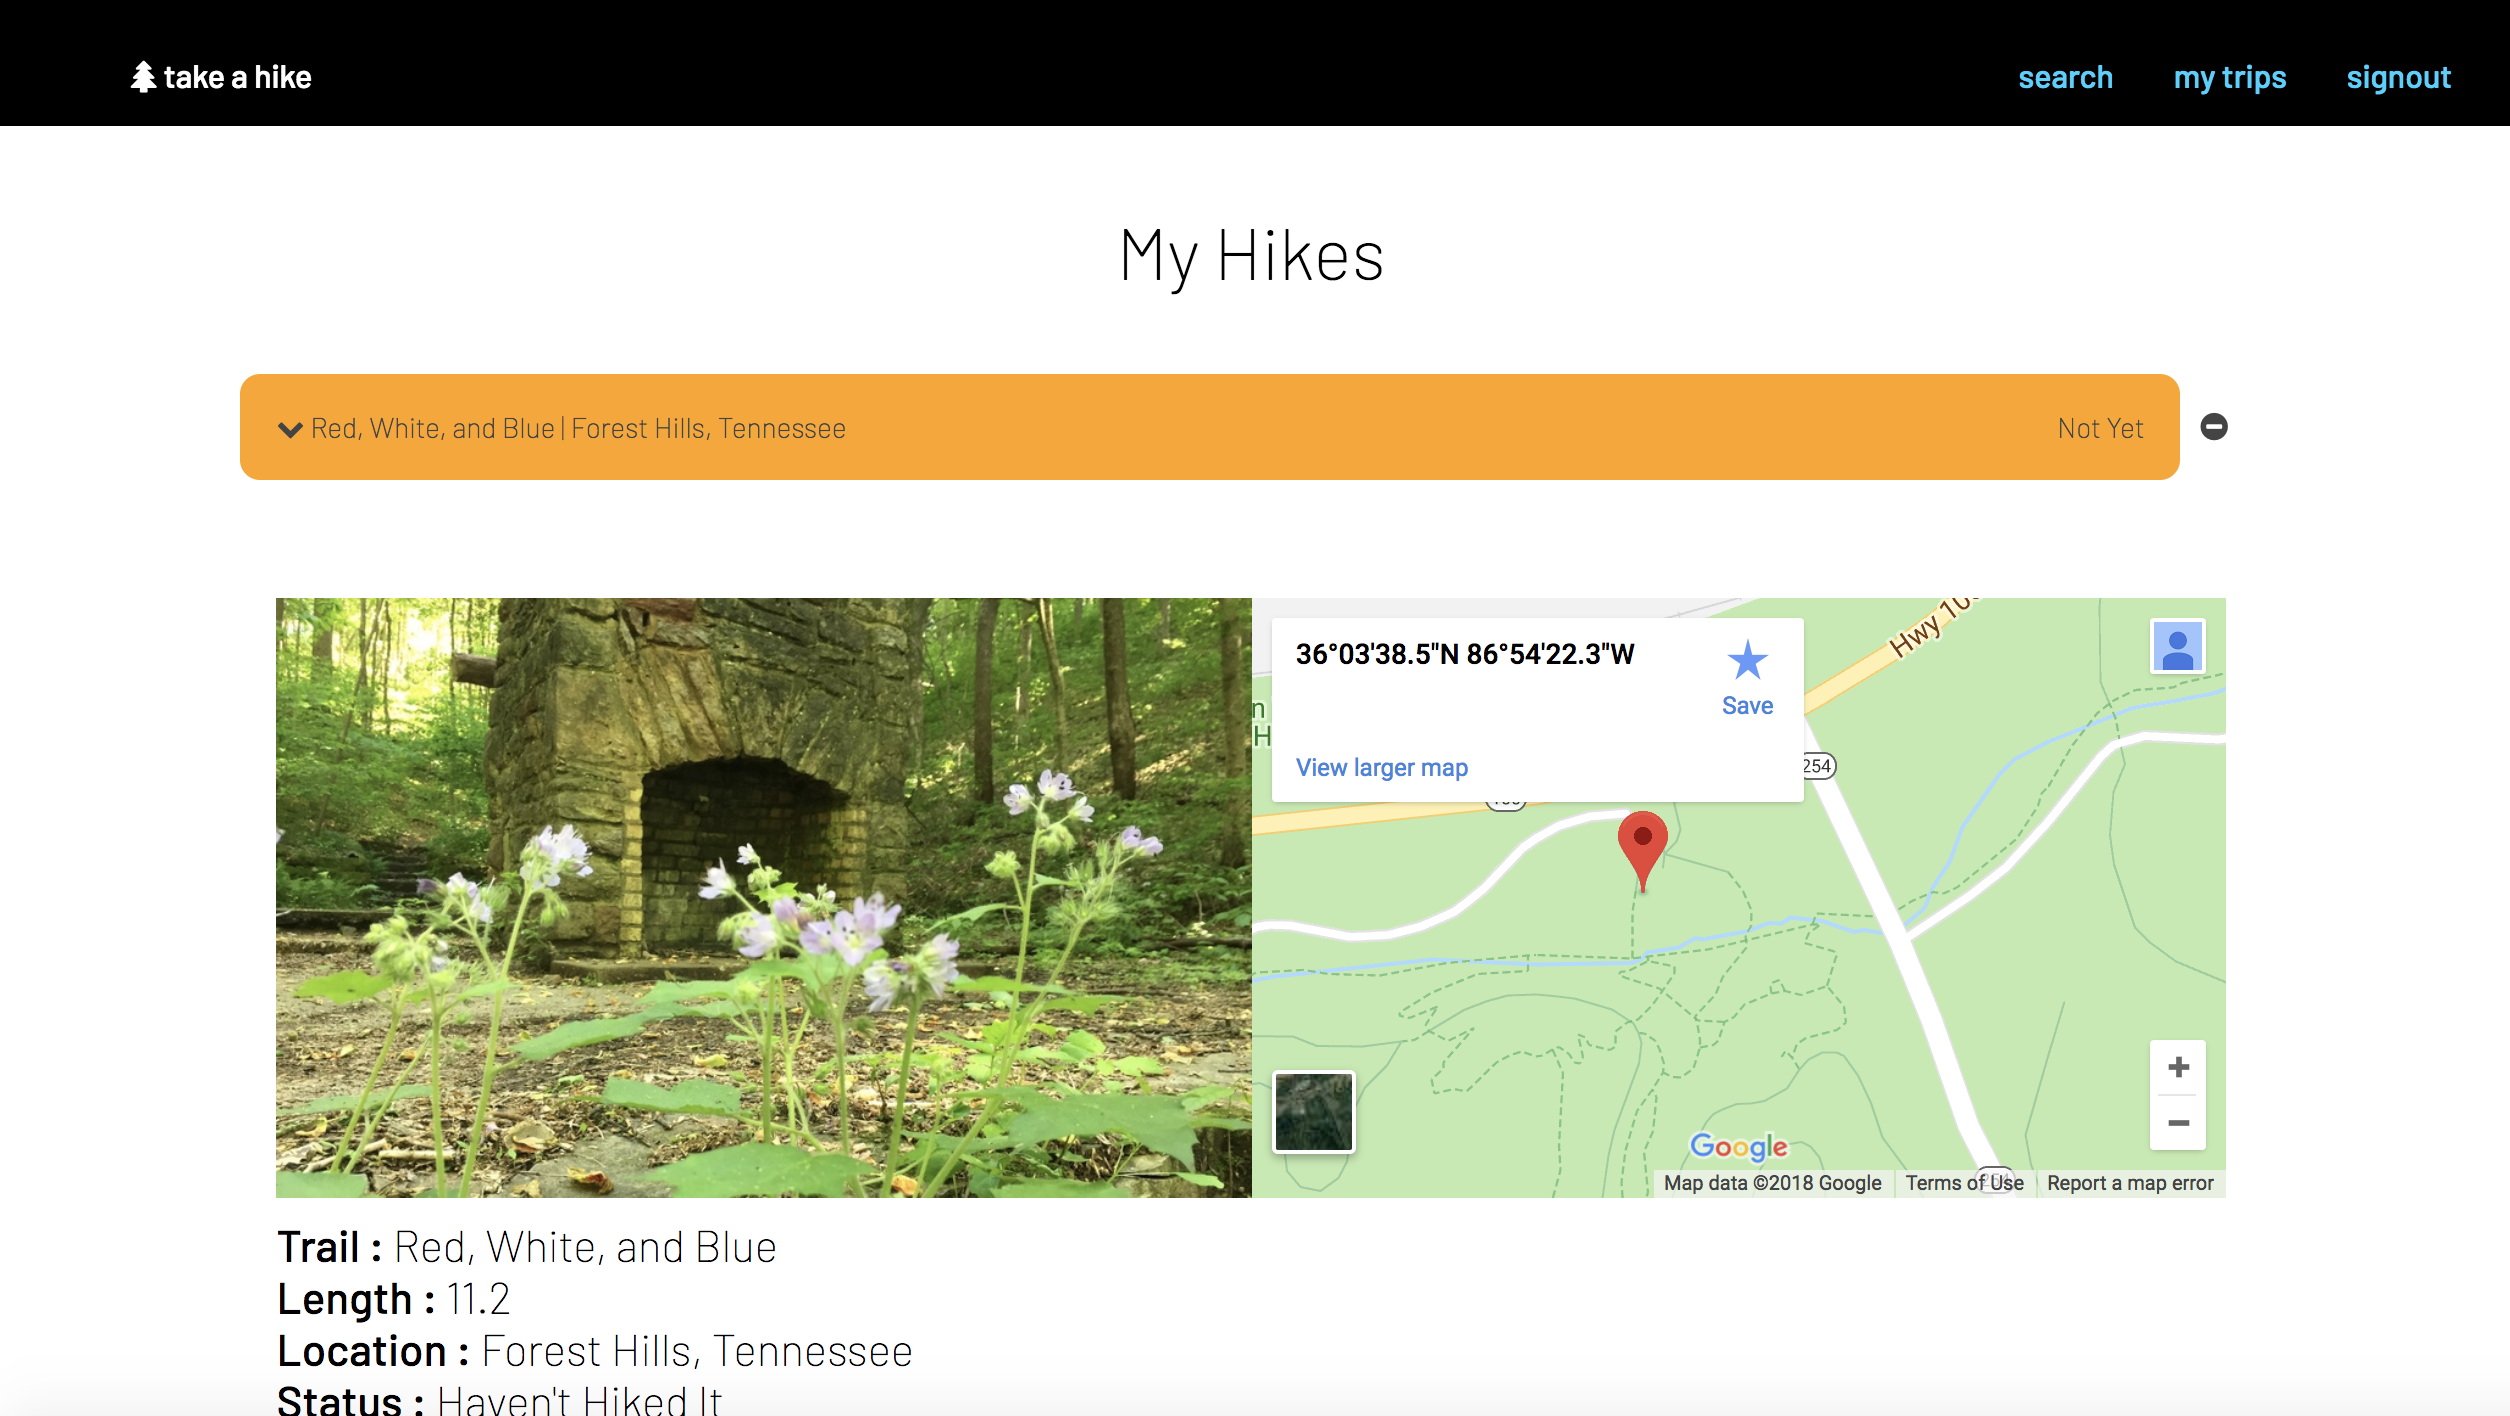 take a hike
search
my trips
signout
My Hikes
Red, White, and Blue | Forest Hills, Tennessee
Not Yet
36°03'38.5"N 86°54'22.3"W
Save
View larger map
Hwy 10
n
H
254
Google
Map data ©2018 Google
Terms of Use
Report a map error
Trail : Red, White, and Blue
Length : 11.2
Location : Forest Hills, Tennessee
Status : Haven't Hiked It